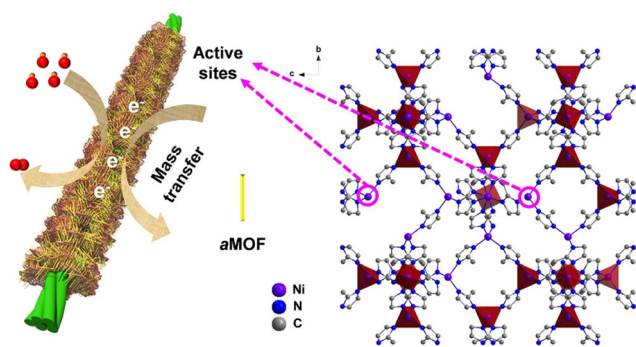 Active
sites
b
c
e⁻
e⁻
e⁻
e⁻
Mass
transfer
aMOF
Ni
N
C